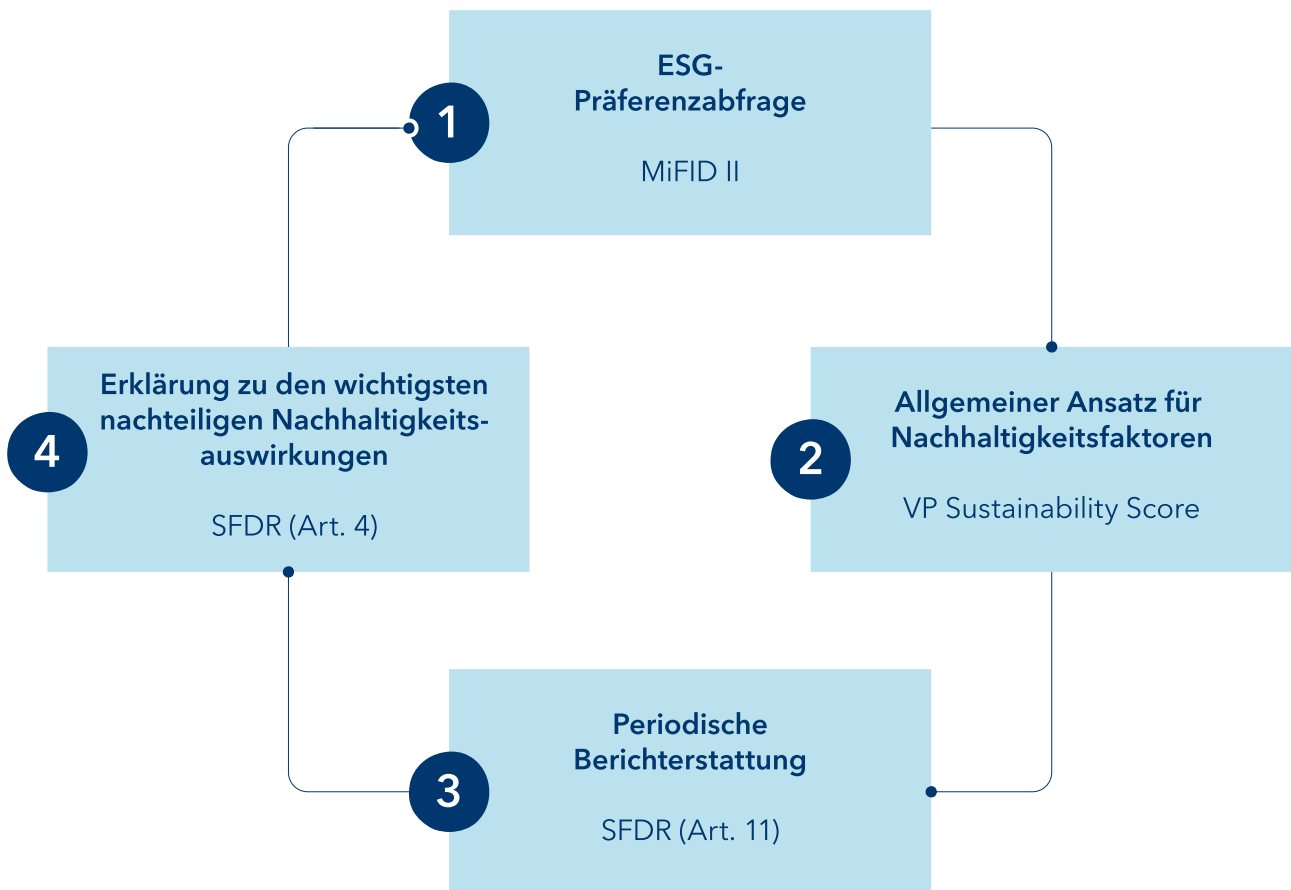 1
ESG-
Präferenzabfrage
MiFID II
2
Allgemeiner Ansatz für
Nachhaltigkeitsfaktoren
VP Sustainability Score
3
Periodische
Berichterstattung
SFDR (Art. 11)
4
Erklärung zu den wichtigsten
nachteiligen Nachhaltigkeits-
auswirkungen
SFDR (Art. 4)